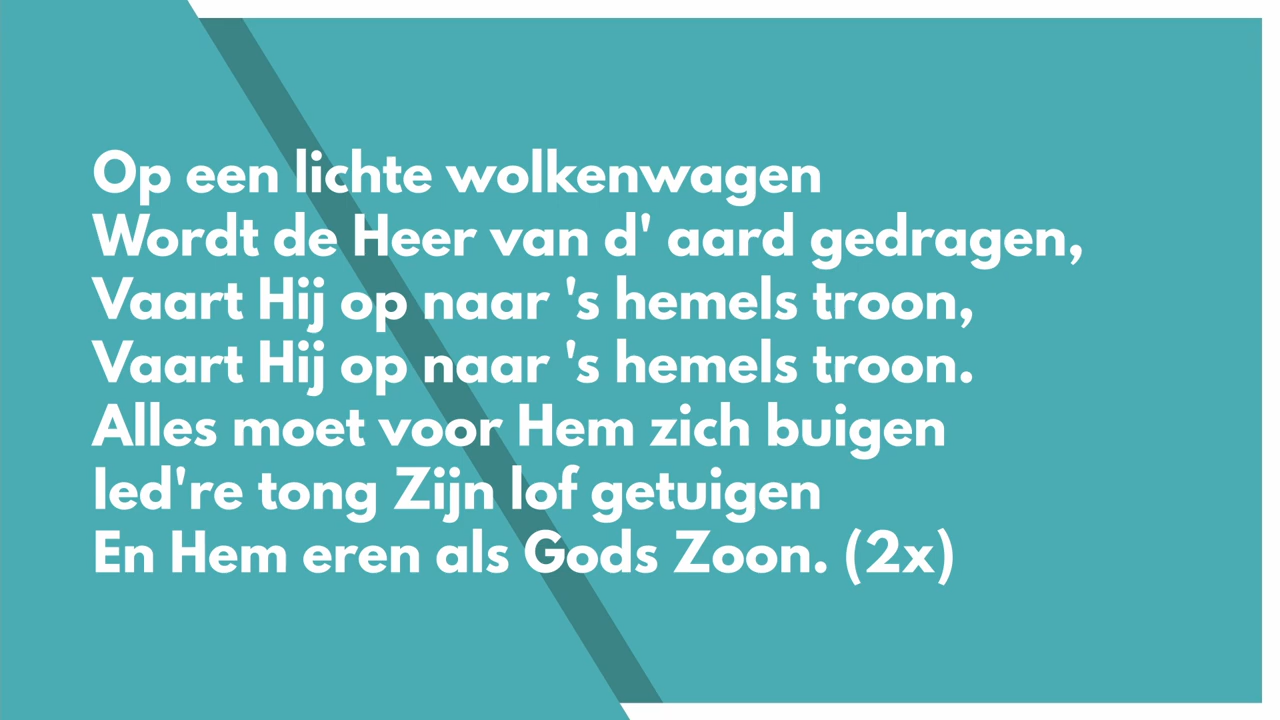 Op een lichte wolkenwagen
Wordt de Heer van d' aard gedragen,
Vaart Hij op naar 's hemels troon,
Vaart Hij op naar 's hemels troon.
Alles moet voor Hem zich buigen
Ied're tong Zijn lof getuigen
En Hem eren als Gods Zoon. (2x)